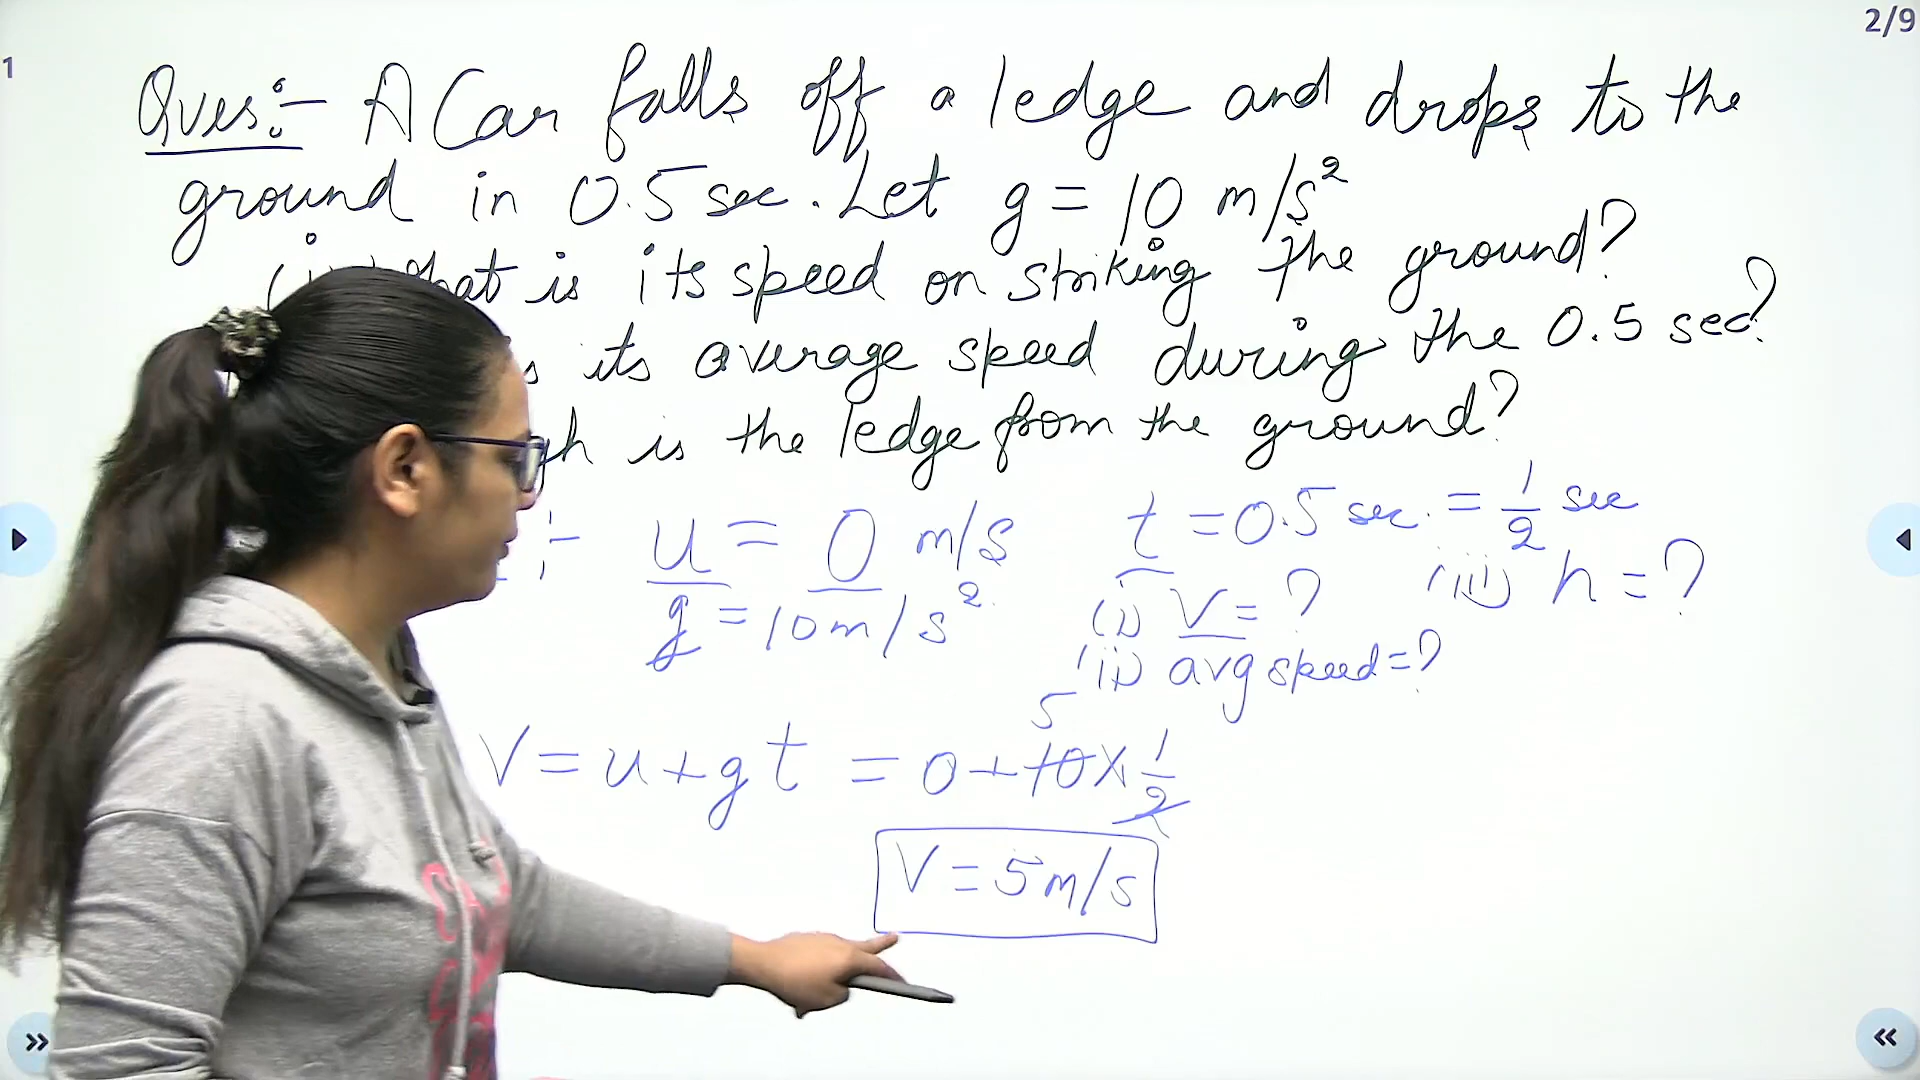 2/9
1
Ques:- A Car falls off a ledge and drops to the
ground in 0.5 sec. Let g = 10 m/s²
is its speed on striking the ground?
its average speed during the 0.5 sec?
is the ledge from the ground?
u = 0 m/s t = 0.5 sec. = 1/2 sec
g = 10 m/s² (i) V = ? (iii) h = ?
(ii) avg speed = ?
5
V = u + g t = 0 + 10 × 1/2
V = 5 m/s